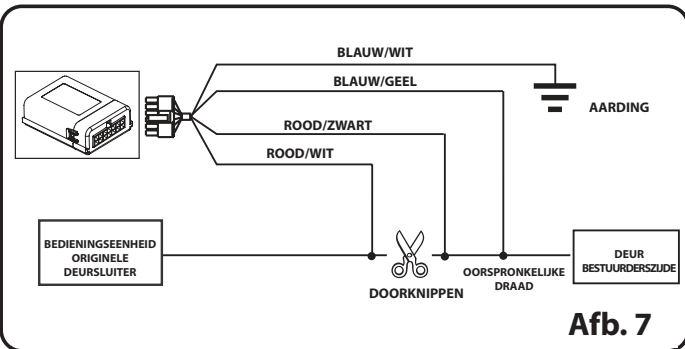 BLAUW/WIT
BLAUW/GEEL
AARDING
ROOD/ZWART
ROOD/WIT
BEDIENINGSEENHEID
ORIGINELE
DEURSLUITER
DOORKNIPPEN
OORSPRONKELIJKE
DRAAD
DEUR
BESTUURDERSZIJDE
Afb. 7